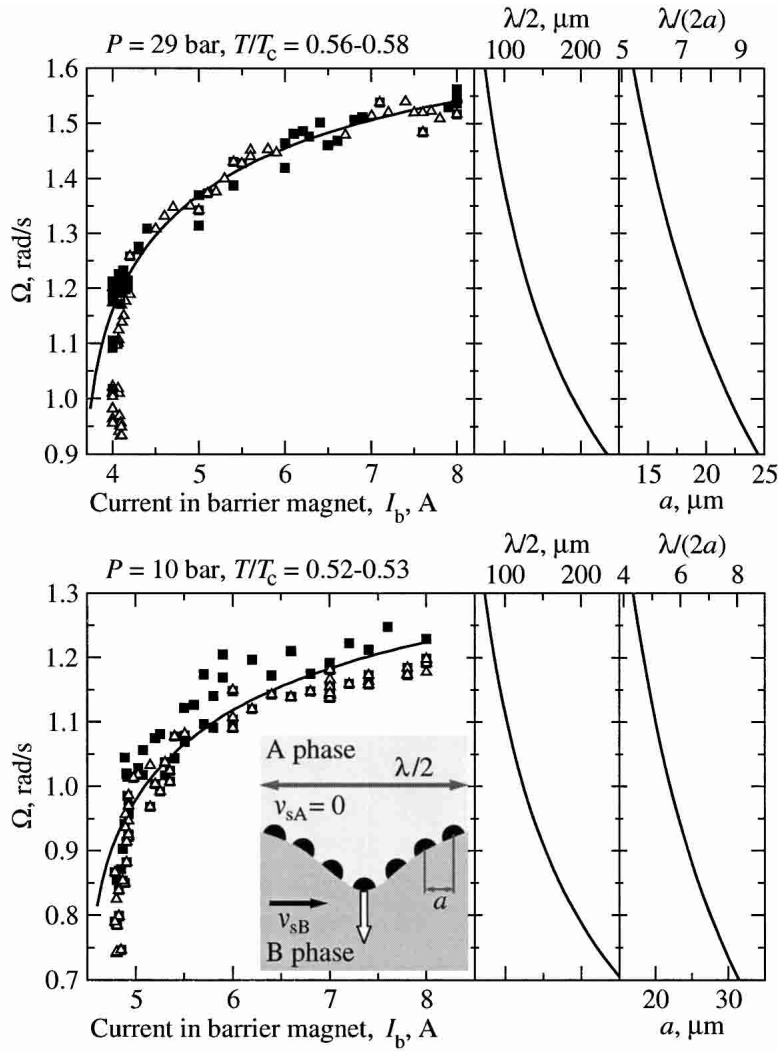 P = 29 bar, T/Tc = 0.56-0.58
λ/2, μm
λ/(2a)
100 200
5 7 9
1.6
1.5
1.4
1.3
1.2
1.1
1.0
0.9
Ω, rad/s
4 5 6 7 8
15 20 25
Current in barrier magnet, Ib, A
a, μm
P = 10 bar, T/Tc = 0.52-0.53
λ/2, μm
λ/(2a)
100 200
4 6 8
1.3
1.2
1.1
1.0
0.9
0.8
0.7
Ω, rad/s
A phase
λ/2
vsA = 0
a
vsB
B phase
5 6 7 8
20 30
Current in barrier magnet, Ib, A
a, μm